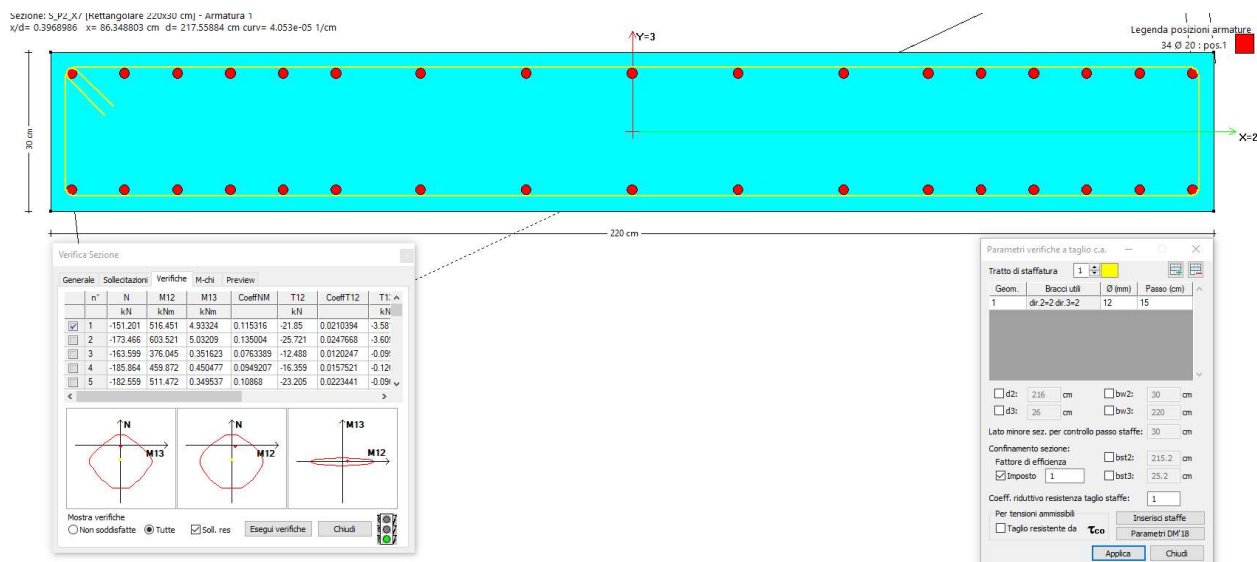 Sezione: S_P2_X7 [Rettangolare 220x30 cm] - Armatura 1
x/d= 0.3968986 x= 86.348803 cm d= 217.55884 cm curv= 4.053e-05 1/cm
Legenda posizioni armature
34 Ø 20 : pos.1
Y=3
X=2
30 cm
220 cm
Verifica Sezione
Generale Sollecitazioni Verifiche M-chi Preview
n° N M12 M13 CoeffNM T12 CoeffT12
kN kNm kNm kN kN
1 -151.201 516.451 4.93324 0.115316 -21.85 0.0210394 -3.58
2 -173.466 603.521 5.03209 0.135004 -25.721 0.0247668
3 -163.599 376.045 0.351623 0.0763389 -12.488 0.0120247
4 -185.864 459.872 0.450477 0.0949207 -16.359 0.0157521
5 -182.559 511.472 0.349537 0.10868 -23.205 0.0223441
N N M13
M13 M12 M12
Mostra verifiche
Non soddisfatte Tutte Soll. res Esegui verifiche Chiudi
Parametri verifiche a taglio c.a.
Tratto di staffatura 1
Geom. Bracci utili Ø (mm) Passo (cm)
1 dir.2=2 dir.3=2 12 15
d2: 216 cm bw2: 30 cm
d3: 26 cm bw3: 220 cm
Lato minore sez. per controllo passo staffe: 30 cm
Confinamento sezione:
Fattore di efficienza
bst2: 215.2 cm
Imposto 1 bst3: 25.2 cm
Coeff. riduttivo resistenza taglio staffe: 1
Per tensioni ammissibili
Inserisci staffe
Taglio resistente da τco Parametri DM'18
Applica Chiudi